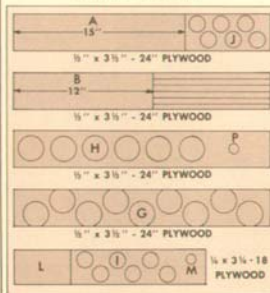 A
15"
J
½" x 3½" - 24" PLYWOOD
B
12"
½" x 3½" - 24" PLYWOOD
H
P
½" x 3½" - 24" PLYWOOD
G
½" x 3½" - 24" PLYWOOD
L
I
M
¼ x 3¼ - 18
PLYWOOD